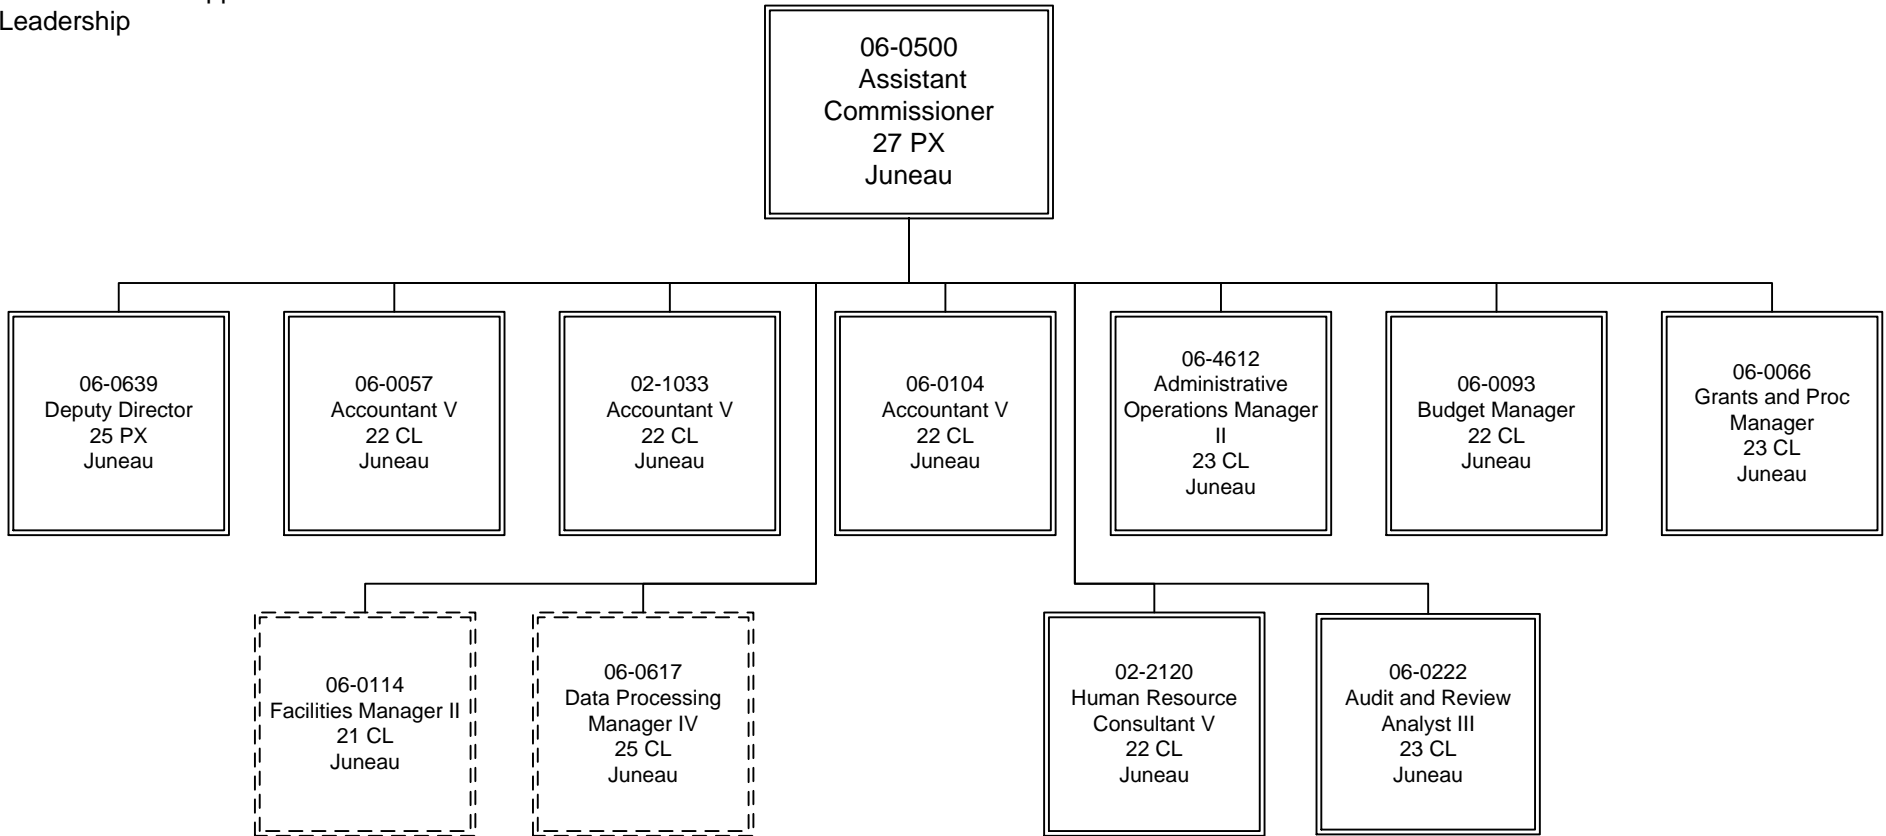 Leadership
06-0500
Assistant
Commissioner
27 PX
Juneau
06-0639
Deputy Director
25 PX
Juneau
06-0057
Accountant V
22 CL
Juneau
02-1033
Accountant V
22 CL
Juneau
06-0104
Accountant V
22 CL
Juneau
06-4612
Administrative
Operations Manager
II
23 CL
Juneau
06-0093
Budget Manager
22 CL
Juneau
06-0066
Grants and Proc
Manager
23 CL
Juneau
06-0114
Facilities Manager II
21 CL
Juneau
06-0617
Data Processing
Manager IV
25 CL
Juneau
02-2120
Human Resource
Consultant V
22 CL
Juneau
06-0222
Audit and Review
Analyst III
23 CL
Juneau